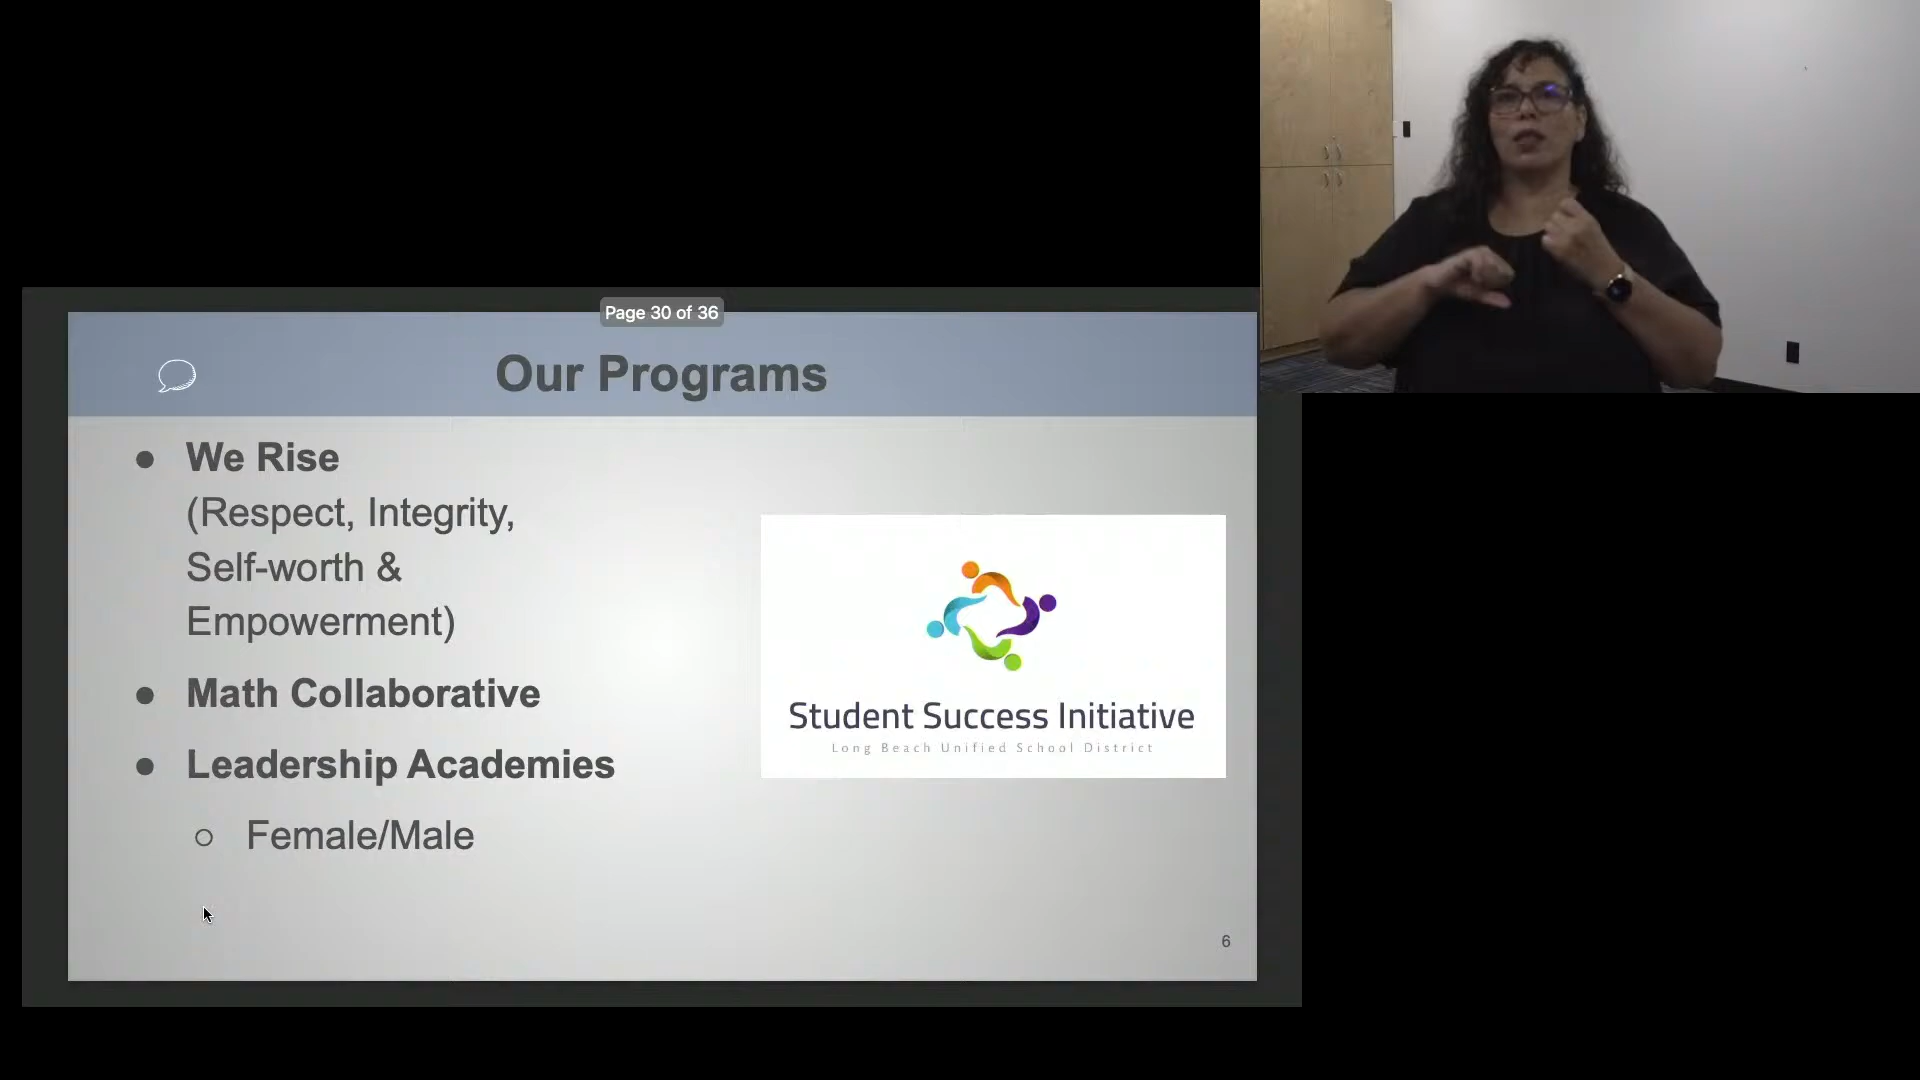 Page 30 of 36
Our Programs
We Rise
(Respect, Integrity,
Self-worth &
Empowerment)
Math Collaborative
Leadership Academies
Female/Male
Student Success Initiative
Long Beach Unified School District
6